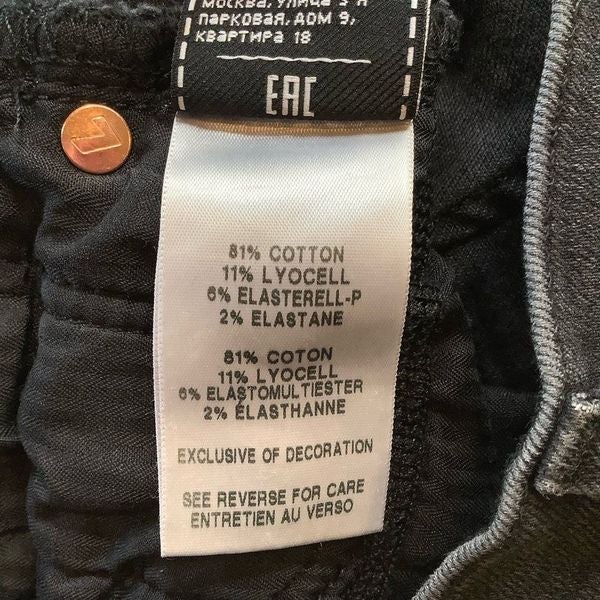 МОСКВА, УЛИЦА 3-Я
ПАРКОВАЯ, ДОМ 9,
КВАРТИРА 18
EAC
81% COTTON
11% LYOCELL
6% ELASTERELL-P
2% ELASTANE
81% COTON
11% LYOCELL
6% ELASTOMULTIESTER
2% ÉLASTHANNE
EXCLUSIVE OF DECORATION
SEE REVERSE FOR CARE
ENTRETIEN AU VERSO